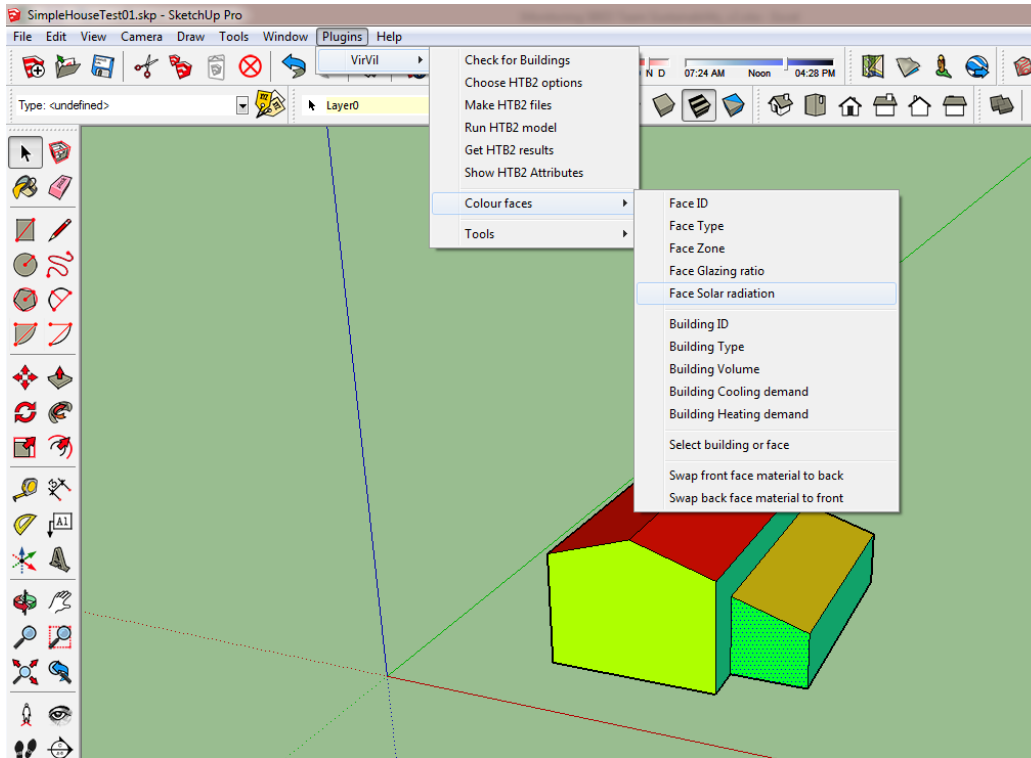 SimpleHouseTest01.skp - SketchUp Pro
File Edit View Camera Draw Tools Window Plugins Help
VirVil
N D 07:24 AM Noon 04:28 PM
Type: <undefined>
Layer0
Check for Buildings
Choose HTB2 options
Make HTB2 files
Run HTB2 model
Get HTB2 results
Show HTB2 Attributes
Colour faces
Tools
Face ID
Face Type
Face Zone
Face Glazing ratio
Face Solar radiation
Building ID
Building Type
Building Volume
Building Cooling demand
Building Heating demand
Select building or face
Swap front face material to back
Swap back face material to front
A1